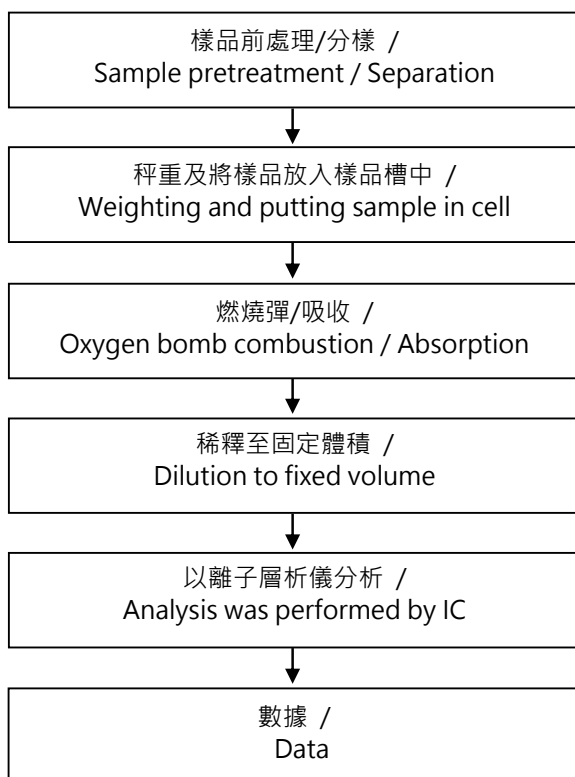 樣品前處理/分樣 /
Sample pretreatment / Separation
秤重及將樣品放入樣品槽中 /
Weighting and putting sample in cell
燃燒彈/吸收 /
Oxygen bomb combustion / Absorption
稀釋至固定體積 /
Dilution to fixed volume
以離子層析儀分析 /
Analysis was performed by IC
數據 /
Data